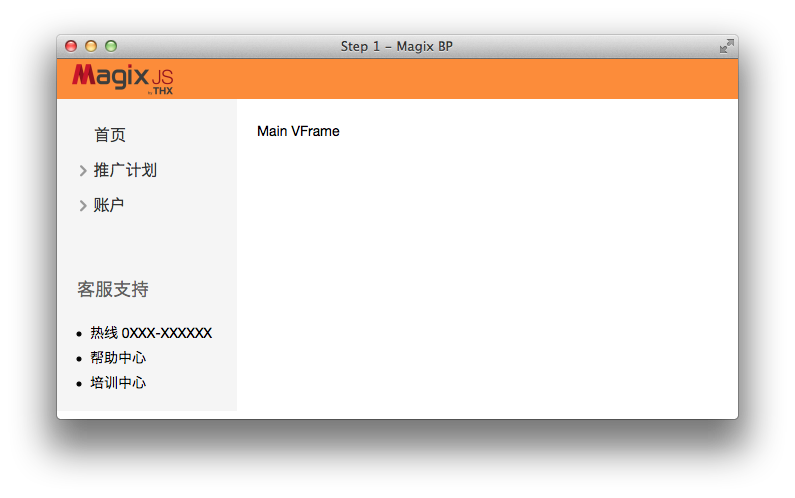 Step 1 – Magix BP
Magix JS
by THX
首页
推广计划
账户
Main VFrame
客服支持
热线 0XXX-XXXXXX
帮助中心
培训中心